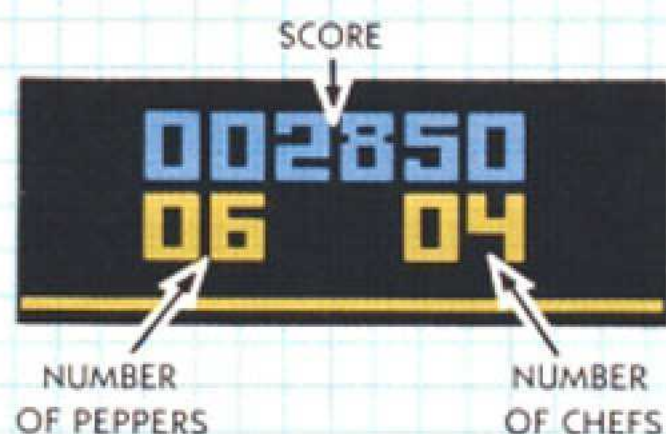 SCORE
002850
06 04
NUMBER
OF PEPPERS
NUMBER
OF CHEFS